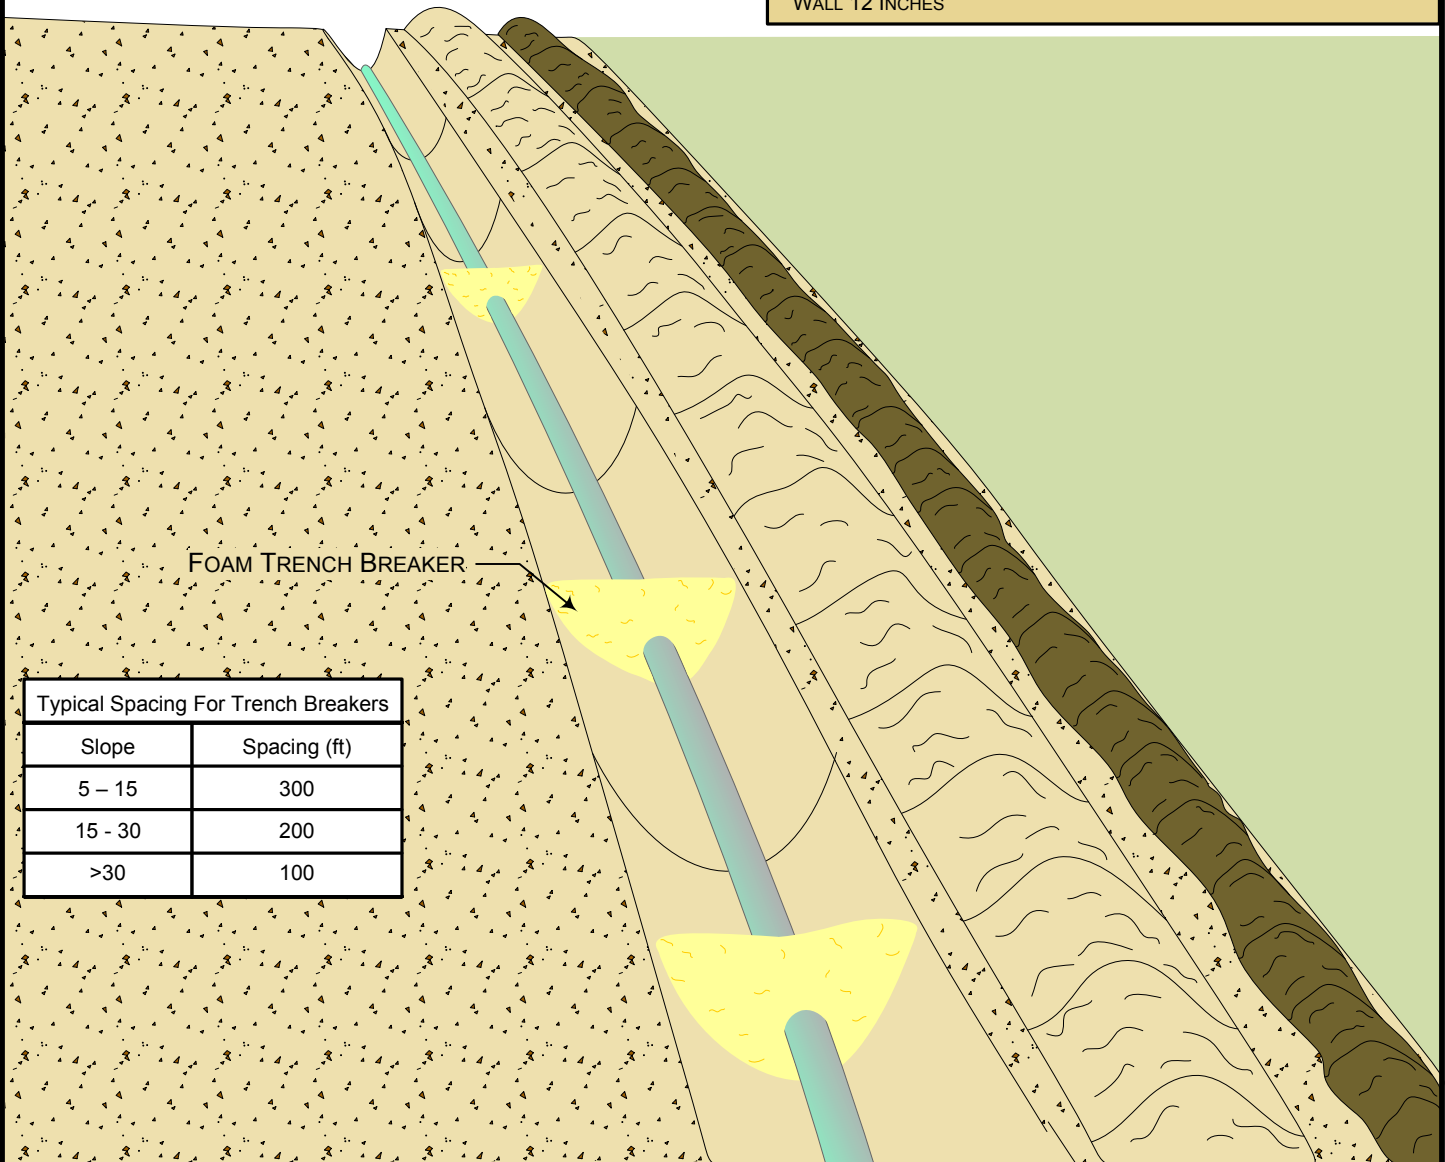 WALL 12 INCHES
FOAM TRENCH BREAKER
Typical Spacing For Trench Breakers
Slope Spacing (ft)
5 – 15 300
15 - 30 200
>30 100